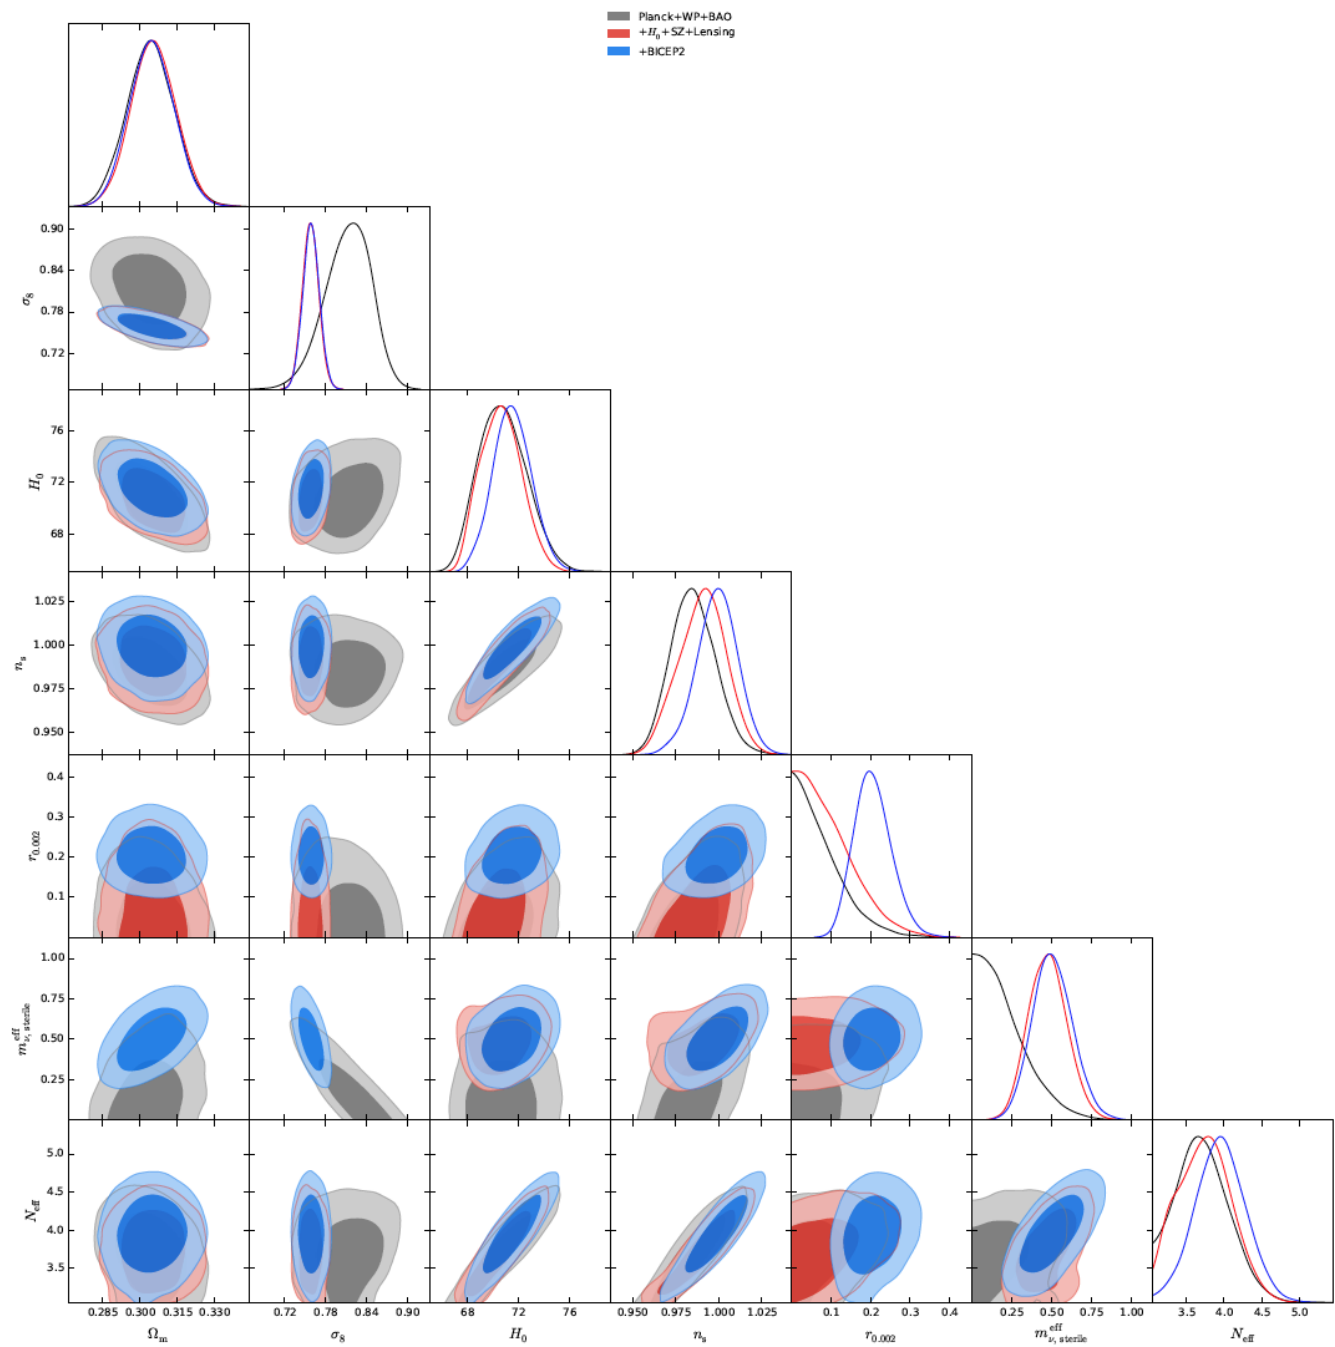 Planck+WP+BAO
+H₀+SZ+Lensing
+BICEP2
0.90
0.84
0.78
0.72
σ₈
76
72
68
H₀
1.025
1.000
0.975
0.950
nₛ
0.4
0.3
0.2
0.1
r₀.₀₀₂
1.00
0.75
0.50
0.25
m^eff_ν, sterile
5.0
4.5
4.0
3.5
N_eff
0.285 0.300 0.315 0.330 0.72 0.78 0.84 0.90 68 72 76 0.950 0.975 1.000 1.025 0.1 0.2 0.3 0.4 0.25 0.50 0.75 1.00 3.5 4.0 4.5 5.0
Ω_m σ₈ H₀ nₛ r₀.₀₀₂ m^eff_ν, sterile N_eff